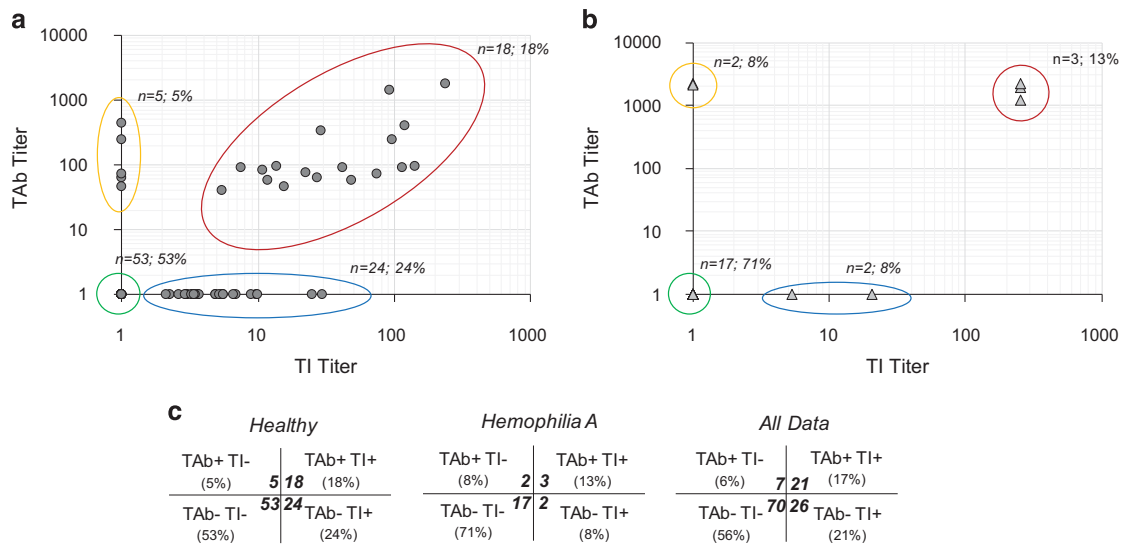 a
10000
1000
100
10
1
TAb Titer
n=5; 5%
n=18; 18%
n=53; 53%
n=24; 24%
1 10 100 1000
TI Titer
b
10000
1000
100
10
1
TAb Titer
n=2; 8%
n=3; 13%
n=17; 71%
n=2; 8%
1 10 100 1000
TI Titer
c
Healthy
TAb+ TI- TAb+ TI+
(5%) 5 18 (18%)
53 24
TAb- TI- TAb- TI+
(53%) (24%)
Hemophilia A
TAb+ TI- TAb+ TI+
(8%) 2 3 (13%)
17 2
TAb- TI- TAb- TI+
(71%) (8%)
All Data
TAb+ TI- TAb+ TI+
(6%) 7 21 (17%)
70 26
TAb- TI- TAb- TI+
(56%) (21%)